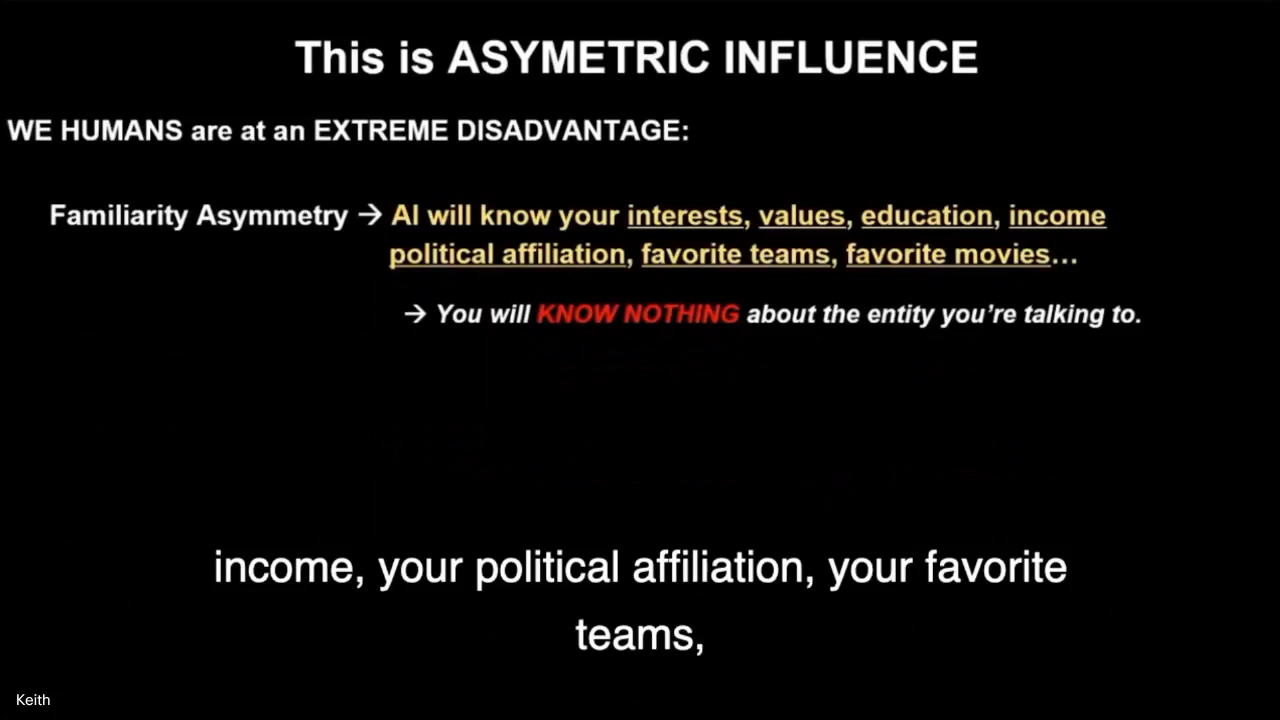 This is ASYMETRIC INFLUENCE
WE HUMANS are at an EXTREME DISADVANTAGE:
Familiarity Asymmetry → AI will know your interests, values, education, income
political affiliation, favorite teams, favorite movies…
→ You will KNOW NOTHING about the entity you’re talking to.
income, your political affiliation, your favorite
teams,
Keith